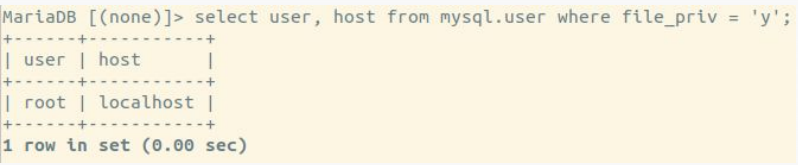 MariaDB [(none)]> select user, host from mysql.user where file_priv = 'y';
+------+-----------+
| user | host      |
+------+-----------+
| root | localhost |
+------+-----------+
1 row in set (0.00 sec)